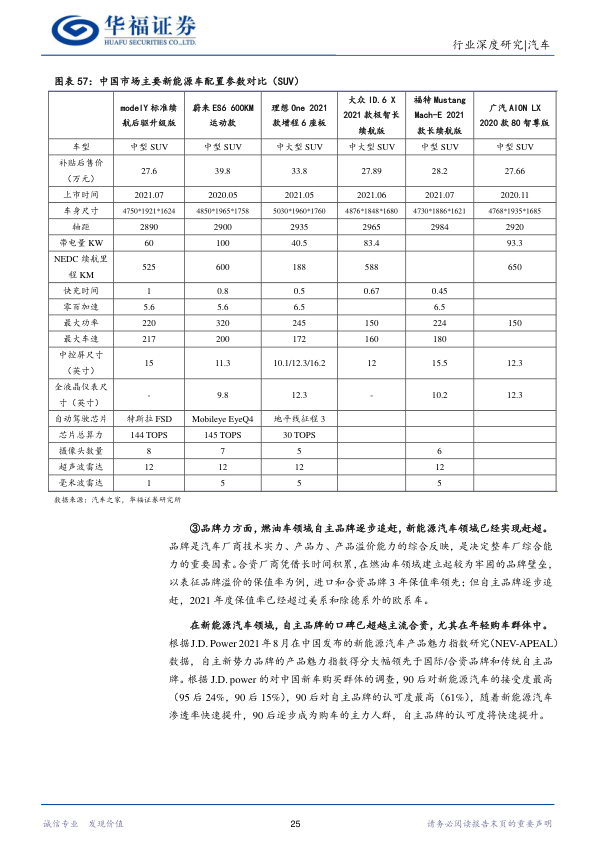 华福证券
HUAFU SECURITIES CO.,LTD.
行业深度研究|汽车
图表 57：中国市场主要新能源车配置参数对比（SUV）
modelY 标准续航后驱升级版 蔚来 ES6 600KM 运动款 理想 One 2021 款增程 6 座板 大众 ID.6 X 2021 款极智长续航版 福特 Mustang Mach-E 2021 款长续航版 广汽 AION LX 2020 款 80 智尊版
车型 中型 SUV 中型 SUV 中大型 SUV 中大型 SUV 中型 SUV 中型 SUV
补贴后售价（万元） 27.6 39.8 33.8 27.89 28.2 27.66
上市时间 2021.07 2020.05 2021.05 2021.06 2021.07 2020.11
车身尺寸 4750*1921*1624 4850*1965*1758 5030*1960*1760 4876*1848*1680 4730*1886*1621 4768*1935*1685
轴距 2890 2900 2935 2965 2984 2920
带电量 KW 60 100 40.5 83.4 93.3
NEDC 续航里程 KM 525 600 188 588 650
快充时间 1 0.8 0.5 0.67 0.45
零百加速 5.6 5.6 6.5 6.5
最大功率 220 320 245 150 224 150
最大车速 217 200 172 160 180
中控屏尺寸（英寸） 15 11.3 10.1/12.3/16.2 12 15.5 12.3
全液晶仪表尺寸（英寸） - 9.8 12.3 - 10.2 12.3
自动驾驶芯片 特斯拉 FSD Mobileye EyeQ4 地平线征程 3
芯片总算力 144 TOPS 145 TOPS 30 TOPS
摄像头数量 8 7 5 6
超声波雷达 12 12 12 12
毫米波雷达 1 5 5 5
数据来源：汽车之家，华福证券研究所
③品牌力方面，燃油车领域自主品牌逐步追赶，新能源汽车领域已经实现赶超。
品牌是汽车厂商技术实力、产品力、产品溢价能力的综合反映，是决定整车厂综合能
力的重要因素。合资厂商凭借长时间积累，在燃油车领域建立起较为牢固的品牌壁垒，
以表征品牌溢价的保值率为例，进口和合资品牌 3 年保值率领先；但自主品牌逐步追
赶，2021 年度保值率已经超过美系和除德系外的欧系车。
在新能源汽车领域，自主品牌的口碑已超越主流合资，尤其在年轻购车群体中。
根据 J.D. Power 2021 年 8 月在中国发布的新能源汽车产品魅力指数研究（NEV-APEAL）
数据，自主新势力品牌的产品魅力指数得分大幅领先于国际/合资品牌和传统自主品
牌。根据 J.D. power 的对中国新车购买群体的调查，90 后对新能源汽车的接受度最高
（95 后 24%，90 后 15%），90 后对自主品牌的认可度最高（61%），随着新能源汽车
渗透率快速提升，90 后逐步成为购车的主力人群，自主品牌的认可度将快速提升。
诚信专业 发现价值
25
请务必阅读报告末页的重要声明